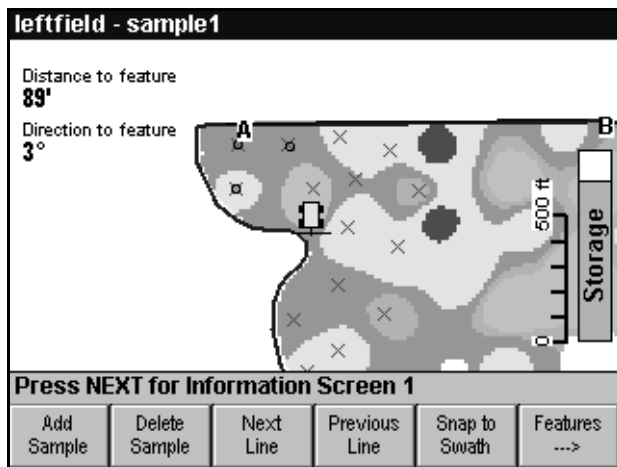 leftfield - sample1
Distance to feature
89'
Direction to feature
3°
A
B
500 ft
0
Storage
Press NEXT for Information Screen 1
Add
Sample
Delete
Sample
Next
Line
Previous
Line
Snap to
Swath
Features
--->